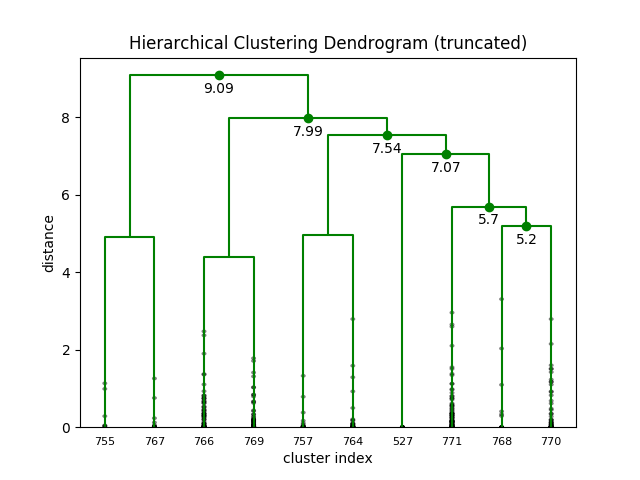 Hierarchical Clustering Dendrogram (truncated)
9.09
7.99
7.54
7.07
5.7
5.2
8
6
4
2
0
distance
755 767 766 769 757 764 527 771 768 770
cluster index